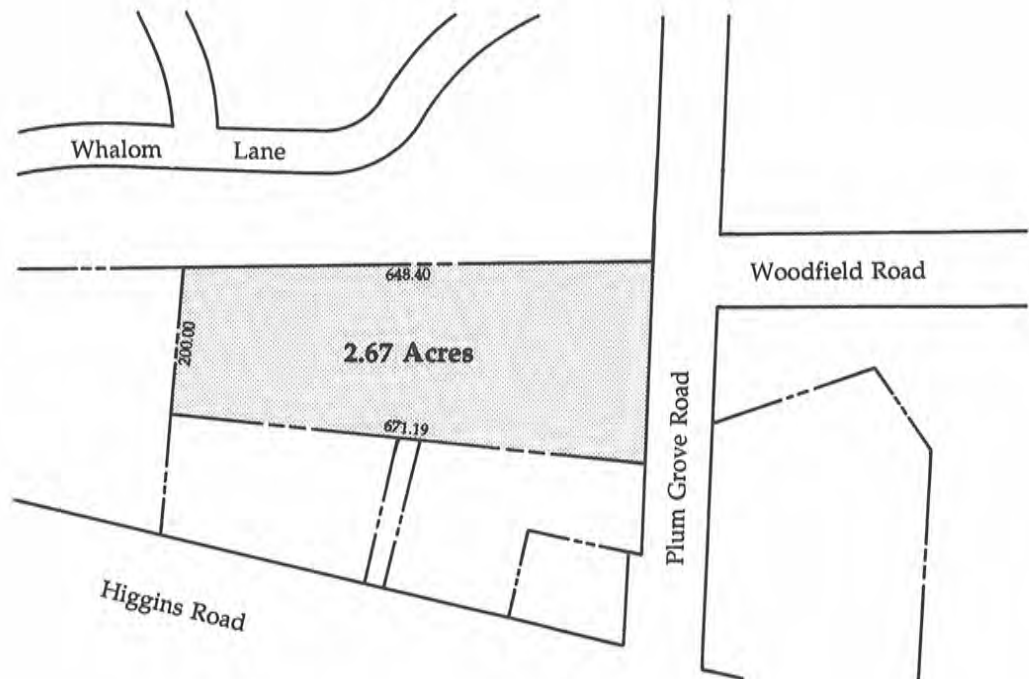 Whalom Lane
648.40
Woodfield Road
200.00
2.67 Acres
671.19
Plum Grove Road
Higgins Road